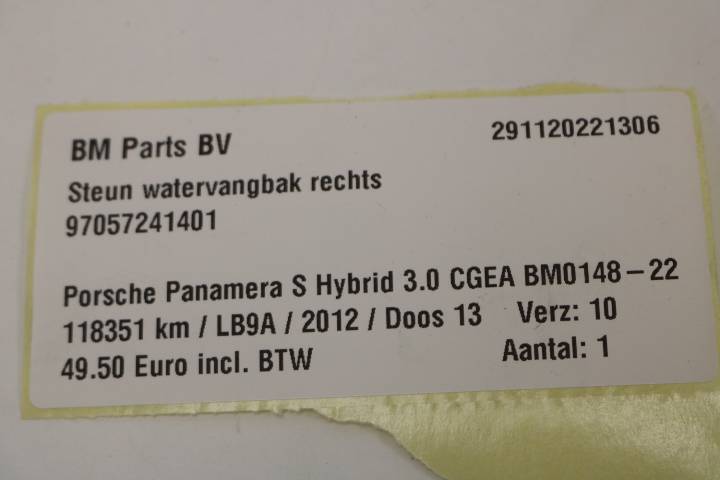 BM Parts BV 291120221306
Steun watervangbak rechts
97057241401
Porsche Panamera S Hybrid 3.0 CGEA BM0148-22
118351 km / LB9A / 2012 / Doos 13 Verz: 10
49.50 Euro incl. BTW Aantal: 1